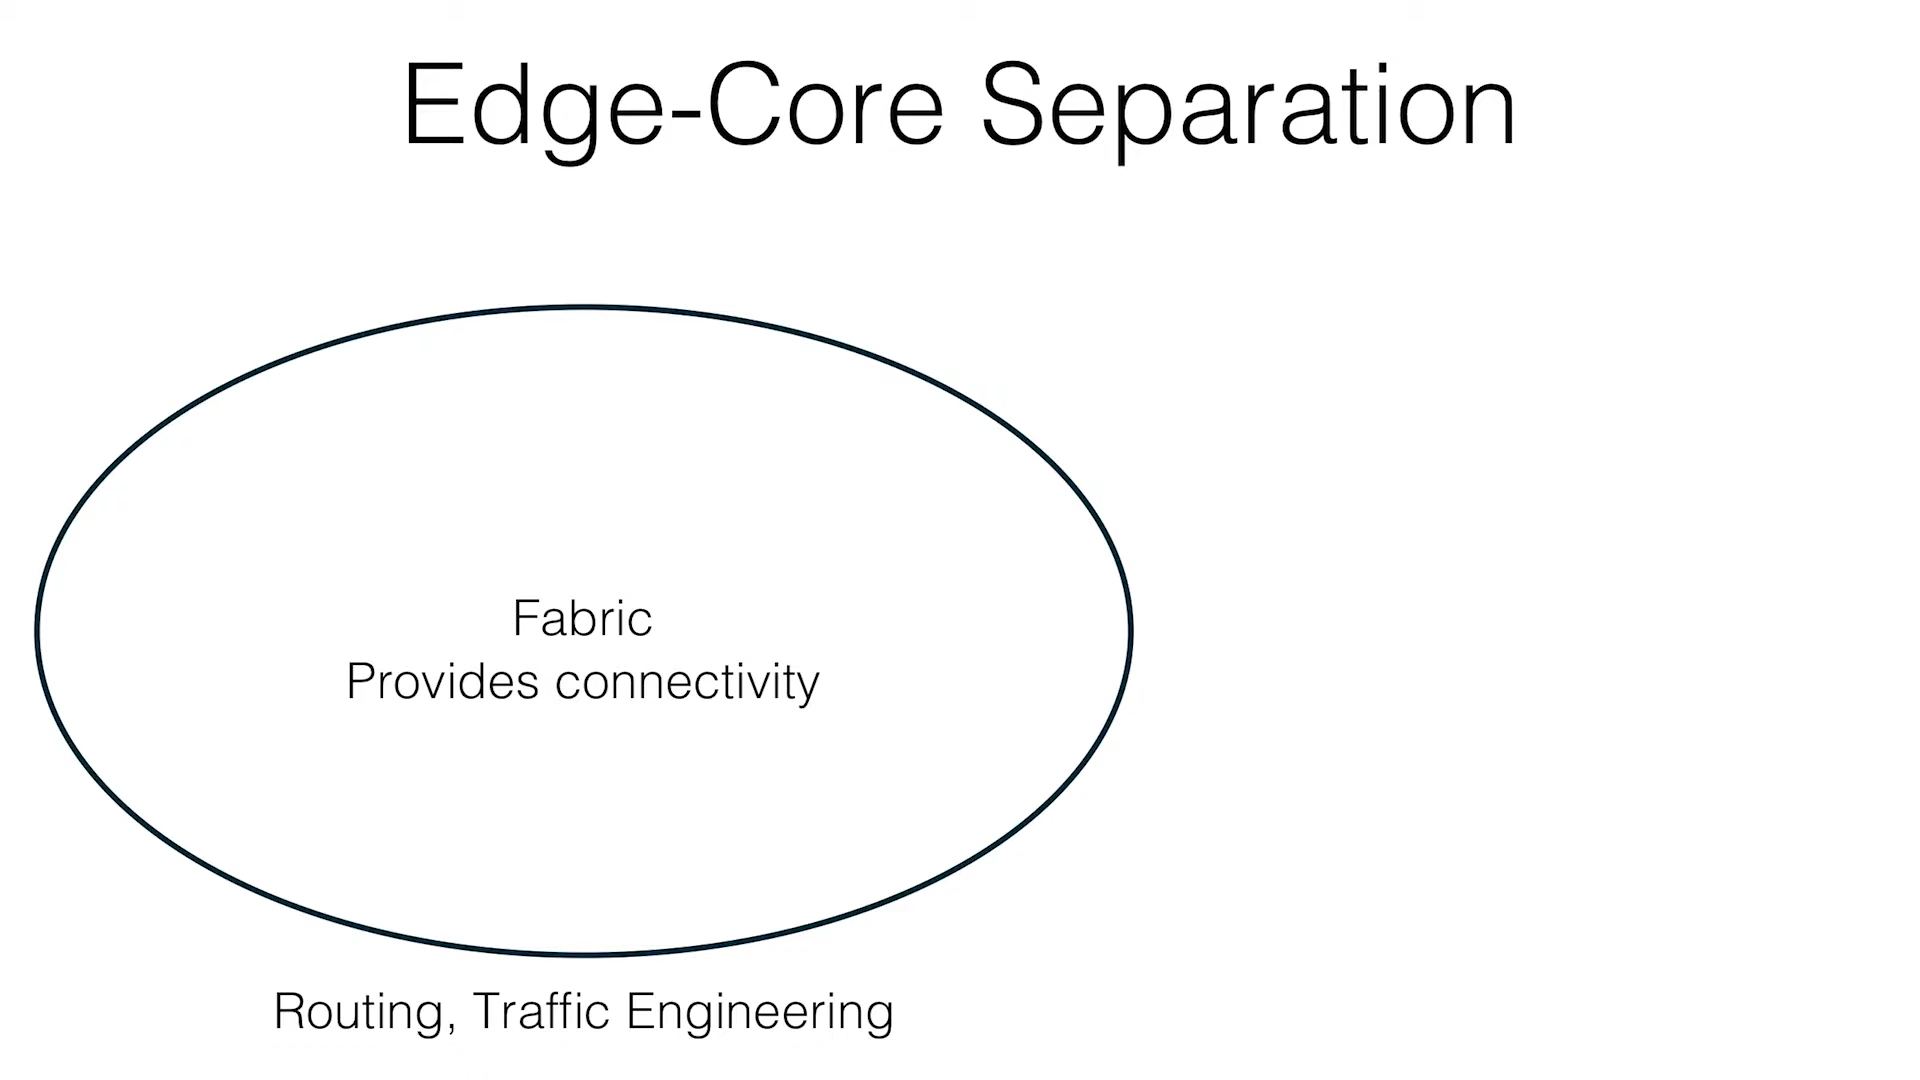 Edge-Core Separation
Fabric
Provides connectivity
Routing, Traffic Engineering